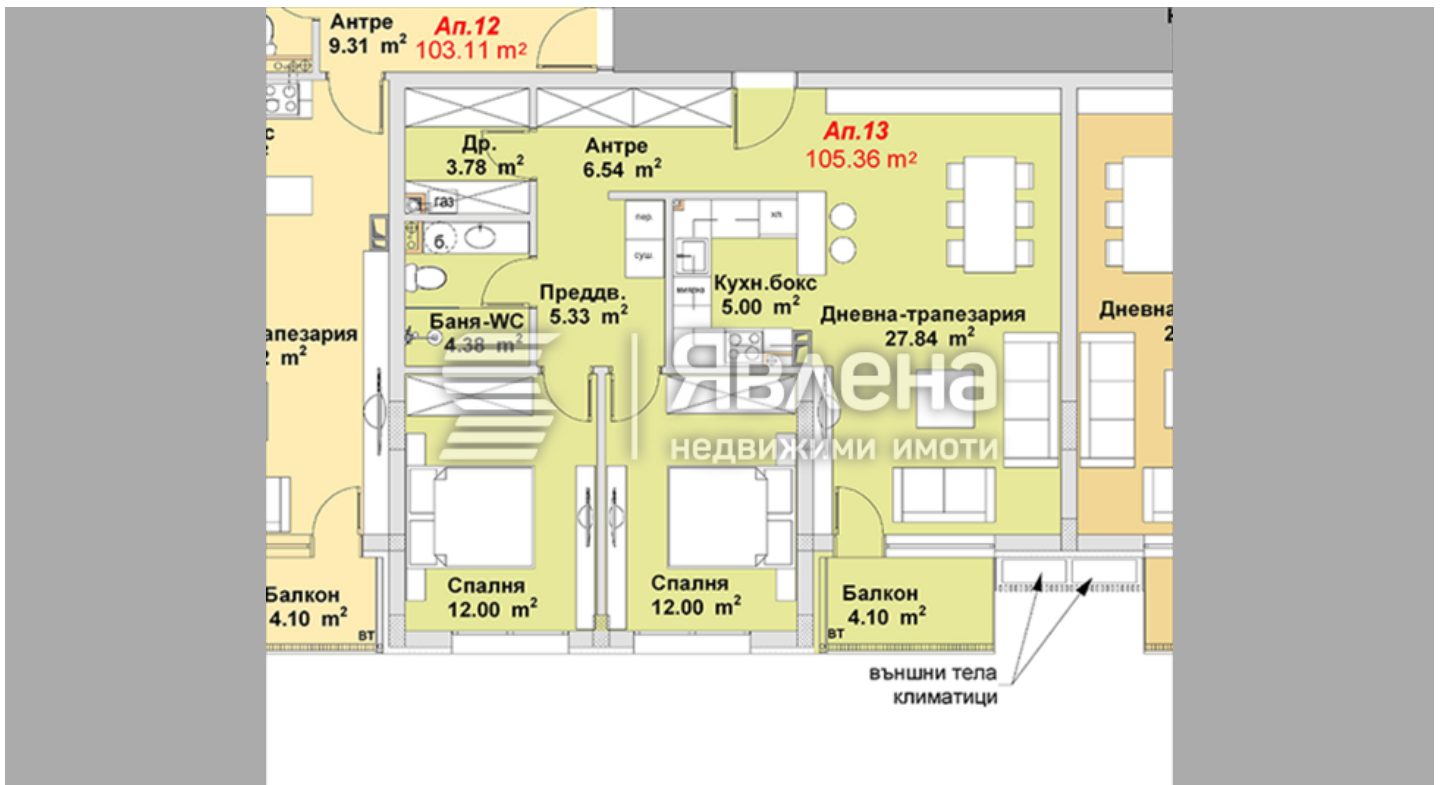 Антре
9.31 m²
Ап.12
103.11 m²
Ап.13
105.36 m²
Др.
3.78 m²
Антре
6.54 m²
газ
б.
пер.
суш.
хл.
миялна
Кухн.бокс
5.00 m²
Преддв.
5.33 m²
Баня-WC
4.38 m²
Дневна-трапезария
27.84 m²
Дневна
2
апезария
m²
Явлена
недвижими имоти
Спалня
12.00 m²
Спалня
12.00 m²
Балкон
4.10 m²
вт
Балкон
4.10 m²
вт
външни тела
климатици